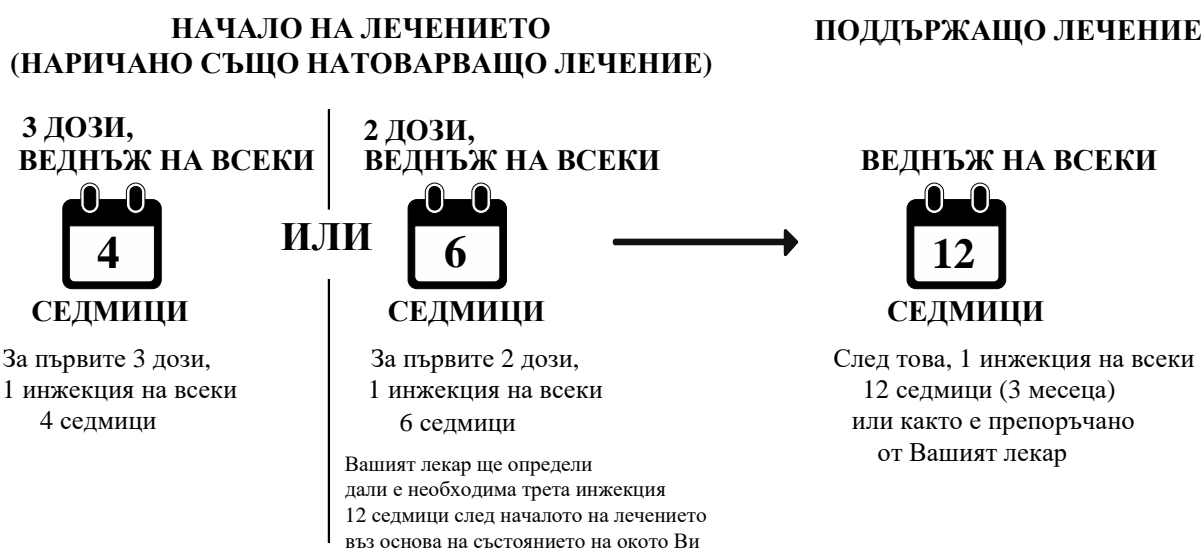 НАЧАЛО НА ЛЕЧЕНИЕТО
(НАРИЧАНО СЪЩО НАТОВАРВАЩО ЛЕЧЕНИЕ)
3 ДОЗИ,
ВЕДНЪЖ НА ВСЕКИ
4
СЕДМИЦИ
За първите 3 дози,
1 инжекция на всеки
4 седмици
ИЛИ
2 ДОЗИ,
ВЕДНЪЖ НА ВСЕКИ
6
СЕДМИЦИ
За първите 2 дози,
1 инжекция на всеки
6 седмици
Вашият лекар ще определи
дали е необходима трета инжекция
12 седмици след началото на лечението
въз основа на състоянието на окото Ви
ПОДДЪРЖАЩО ЛЕЧЕНИЕ
ВЕДНЪЖ НА ВСЕКИ
12
СЕДМИЦИ
След това, 1 инжекция на всеки
12 седмици (3 месеца)
или както е препоръчано
от Вашият лекар